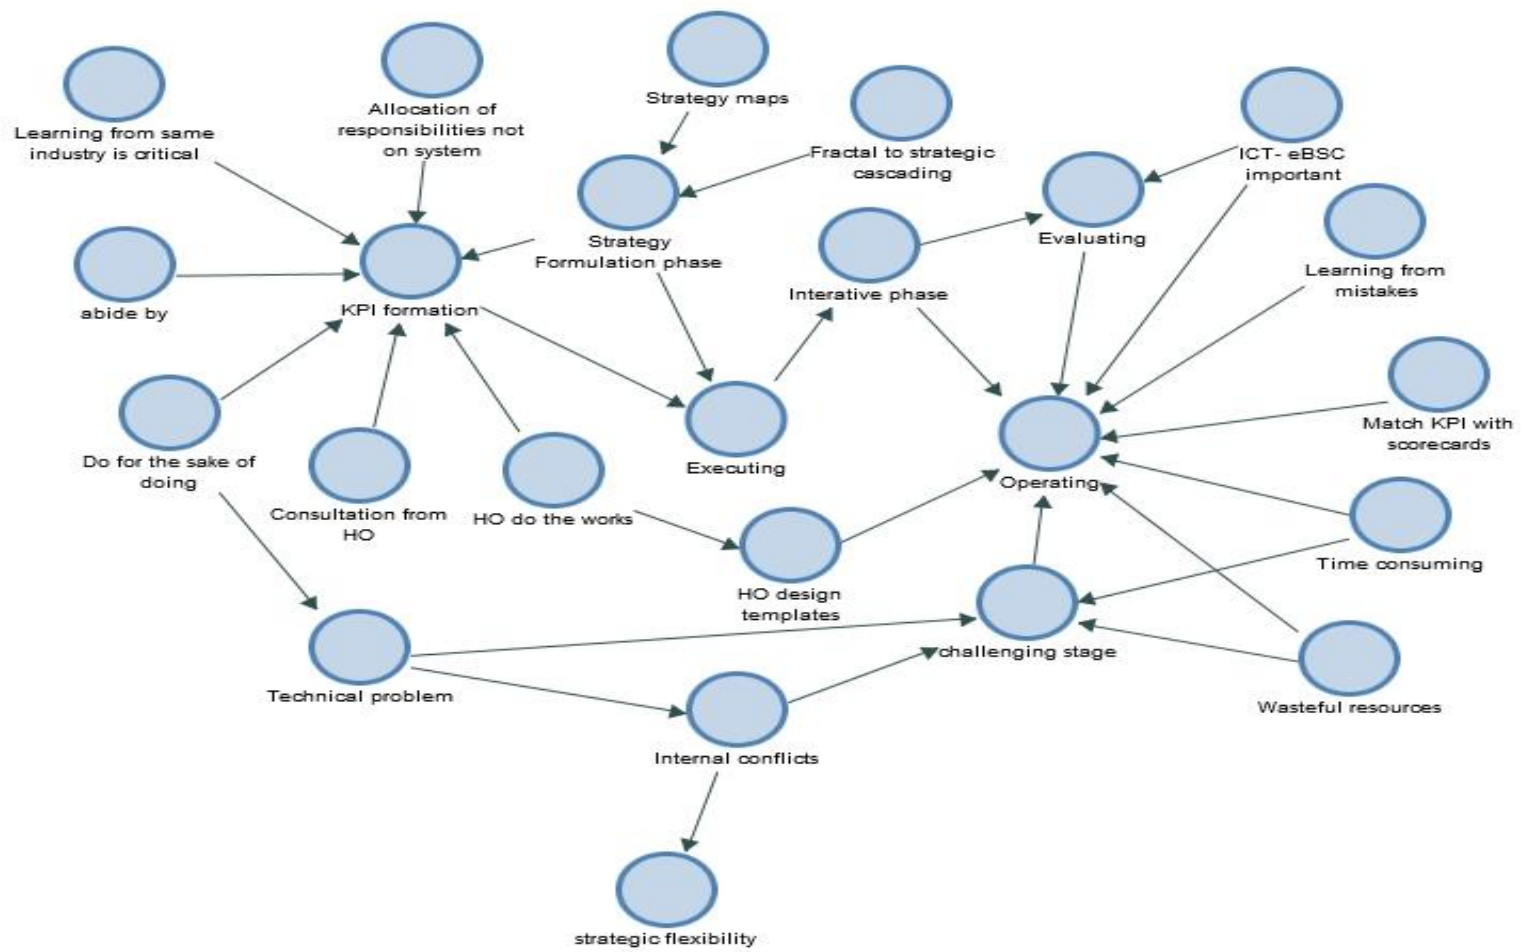 Strategy maps
Allocation of
responsibilities not
on system
Learning from same
industry is critical
Fractal to strategic
cascading
ICT- eBSC
important
Strategy
Formulation phase
Evaluating
Learning from
mistakes
abide by
KPI formation
Interative phase
Match KPI with
scorecards
Do for the sake of
doing
Executing
Operating
Consultation from
HO
HO do the works
Time consuming
HO design
templates
challenging stage
Technical problem
Wasteful resources
Internal conflicts
strategic flexibility